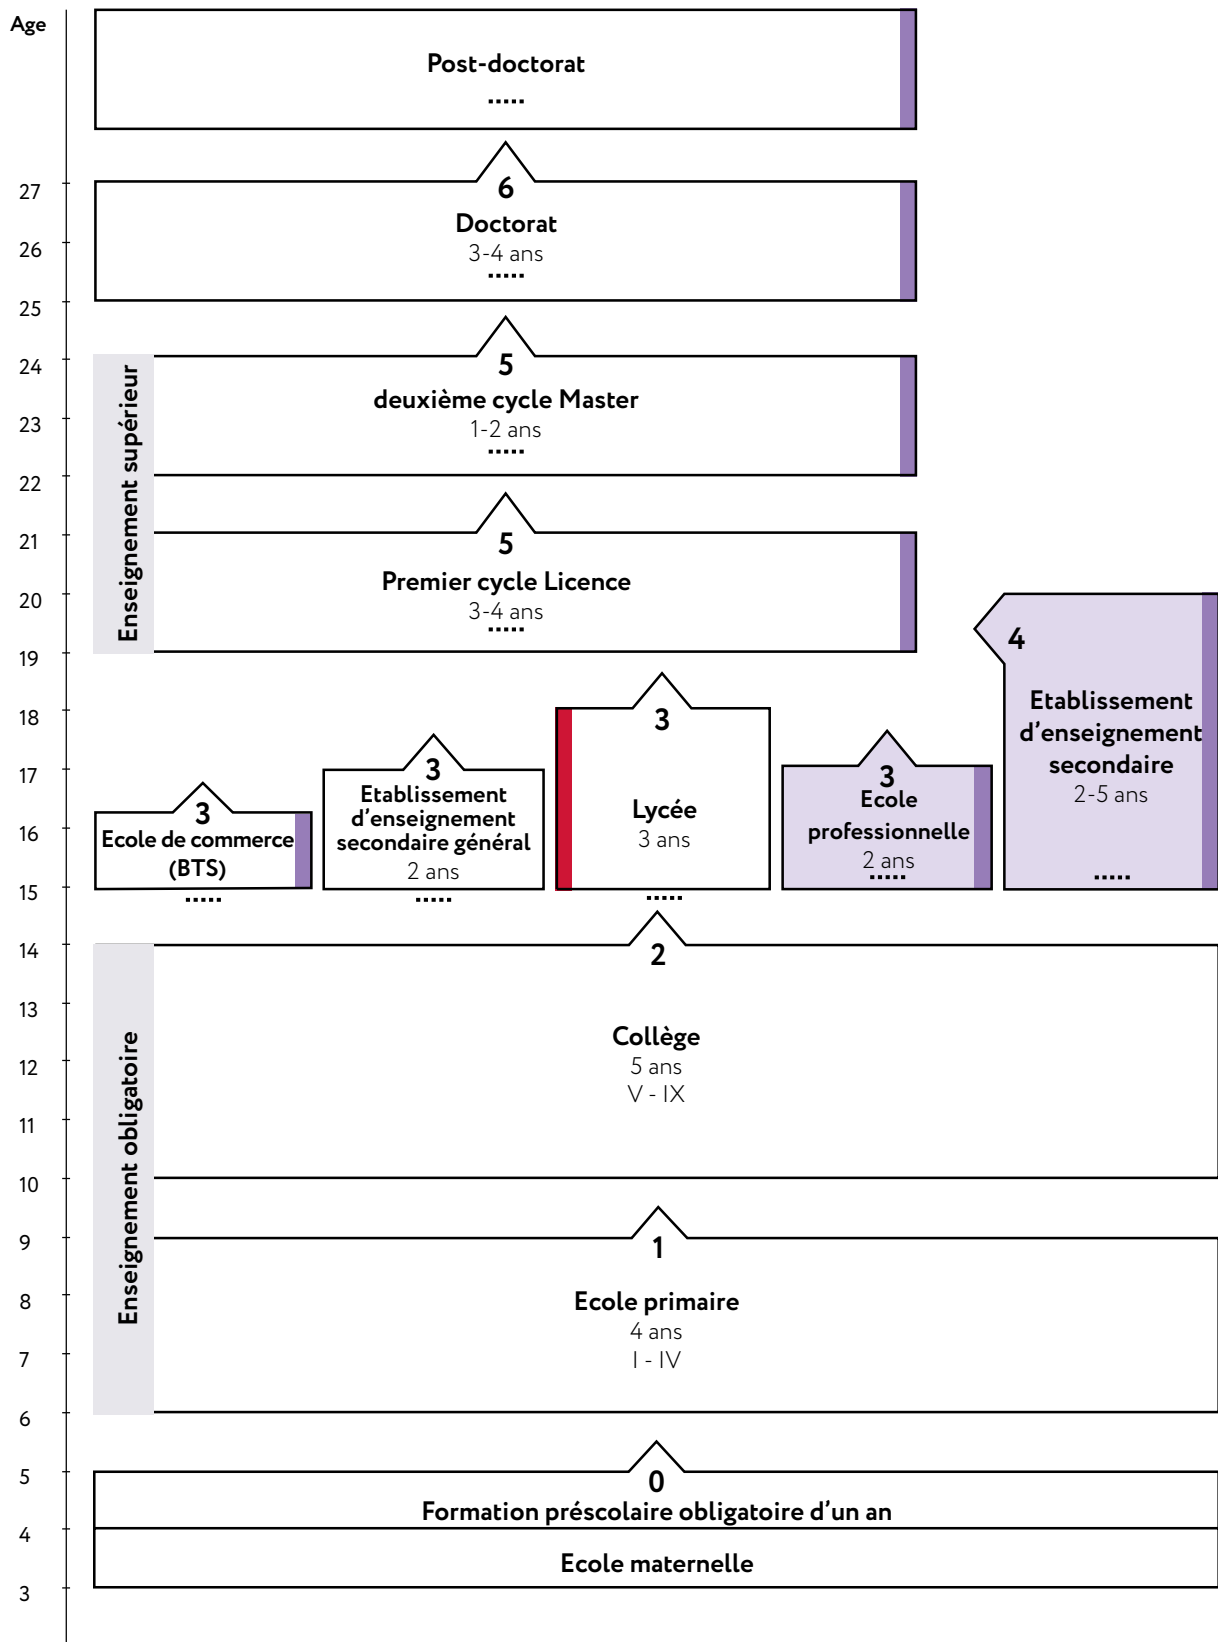 Age
Post-doctorat
.....
27
6
Doctorat
26
3-4 ans
.....
25
24
5
deuxième cycle Master
23
1-2 ans
.....
22
Enseignement supérieur
21
5
Premier cycle Licence
20
3-4 ans
.....
19
4
Etablissement
d'enseignement
secondaire
2-5 ans
.....
18
3
Lycée
3 ans
.....
17
3
Etablissement
d'enseignement
secondaire général
2 ans
.....
3
Ecole
professionnelle
2 ans
.....
16
3
Ecole de commerce
(BTS)
.....
15
14
2
13
Collège
5 ans
V - IX
12
11
10
Enseignement obligatoire
9
1
8
Ecole primaire
4 ans
I - IV
7
6
5
0
Formation préscolaire obligatoire d'un an
4
Ecole maternelle
3